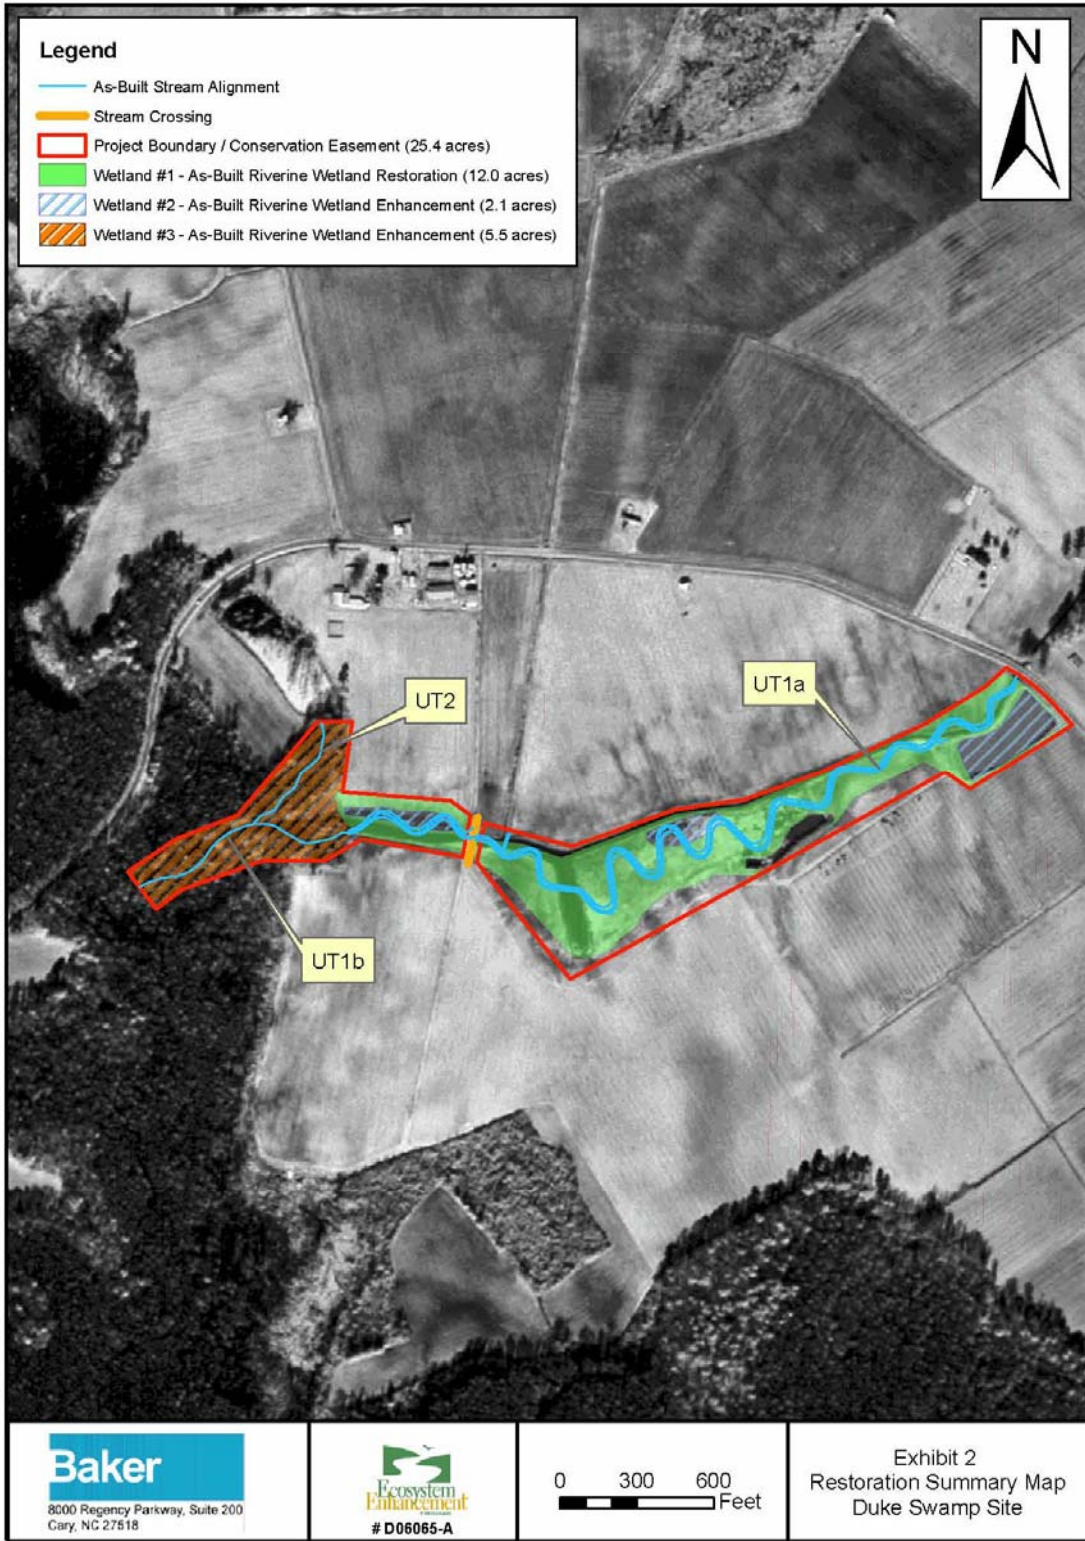 Legend
As-Built Stream Alignment
Stream Crossing
Project Boundary / Conservation Easement (25.4 acres)
Wetland #1 - As-Built Riverine Wetland Restoration (12.0 acres)
Wetland #2 - As-Built Riverine Wetland Enhancement (2.1 acres)
Wetland #3 - As-Built Riverine Wetland Enhancement (5.5 acres)
N
UT1a
UT2
UT1b
Baker
8000 Regency Parkway, Suite 200
Cary, NC 27518
Ecosystem
Enhancement
# D06065-A
0 300 600
Feet
Exhibit 2
Restoration Summary Map
Duke Swamp Site